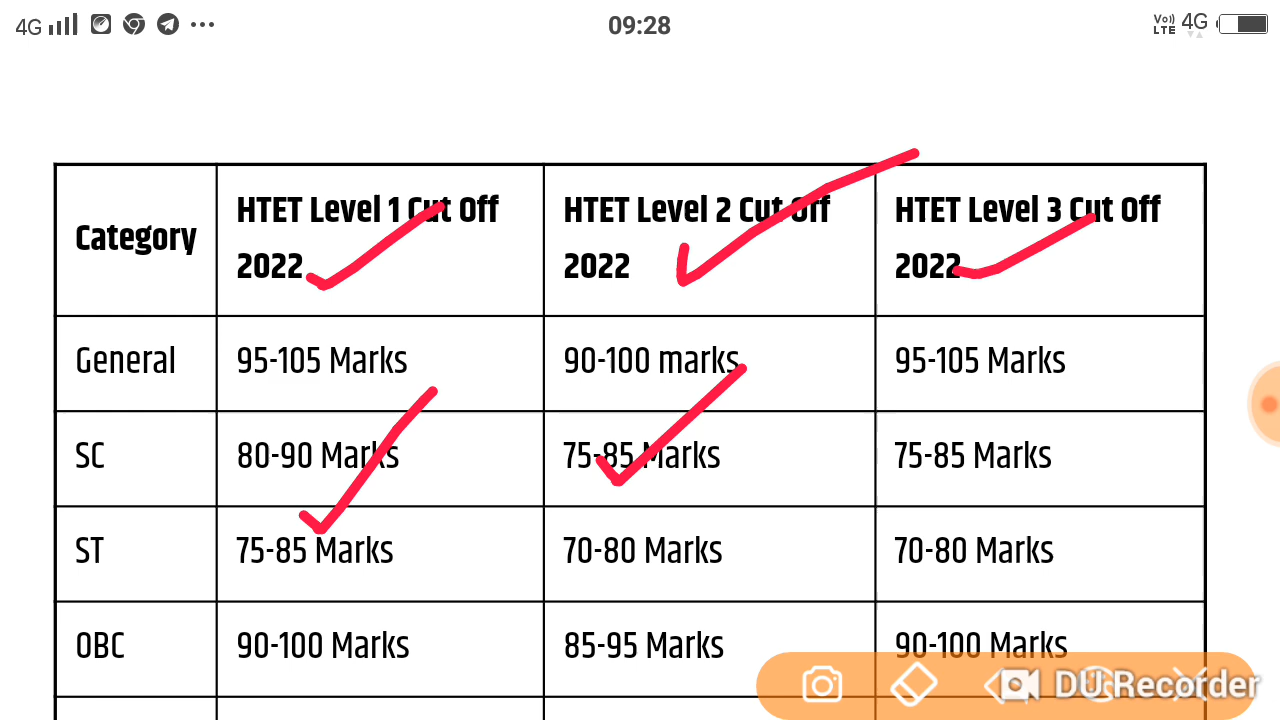 4G 09:28 Vo)) LTE 4G
Category HTET Level 1 Cut Off 2022 HTET Level 2 Cut Off 2022 HTET Level 3 Cut Off 2022
General 95-105 Marks 90-100 marks 95-105 Marks
SC 80-90 Marks 75-85 Marks 75-85 Marks
ST 75-85 Marks 70-80 Marks 70-80 Marks
OBC 90-100 Marks 85-95 Marks 90-100 Marks
DU Recorder